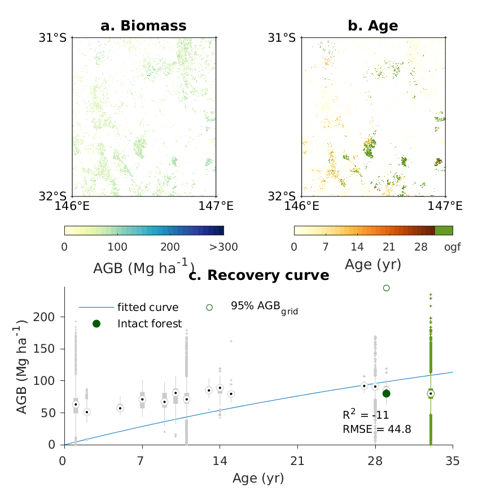 a. Biomass
b. Age
31°S
31°S
32°S
32°S
146°E
147°E
146°E
147°E
0
100
200
>300
0
7
14
21
28
ogf
AGB (Mg ha⁻¹)
Age (yr)
c. Recovery curve
fitted curve
95% AGB_grid
Intact forest
200
150
100
50
0
AGB (Mg ha⁻¹)
R² = -11
RMSE = 44.8
0
7
14
21
28
35
Age (yr)